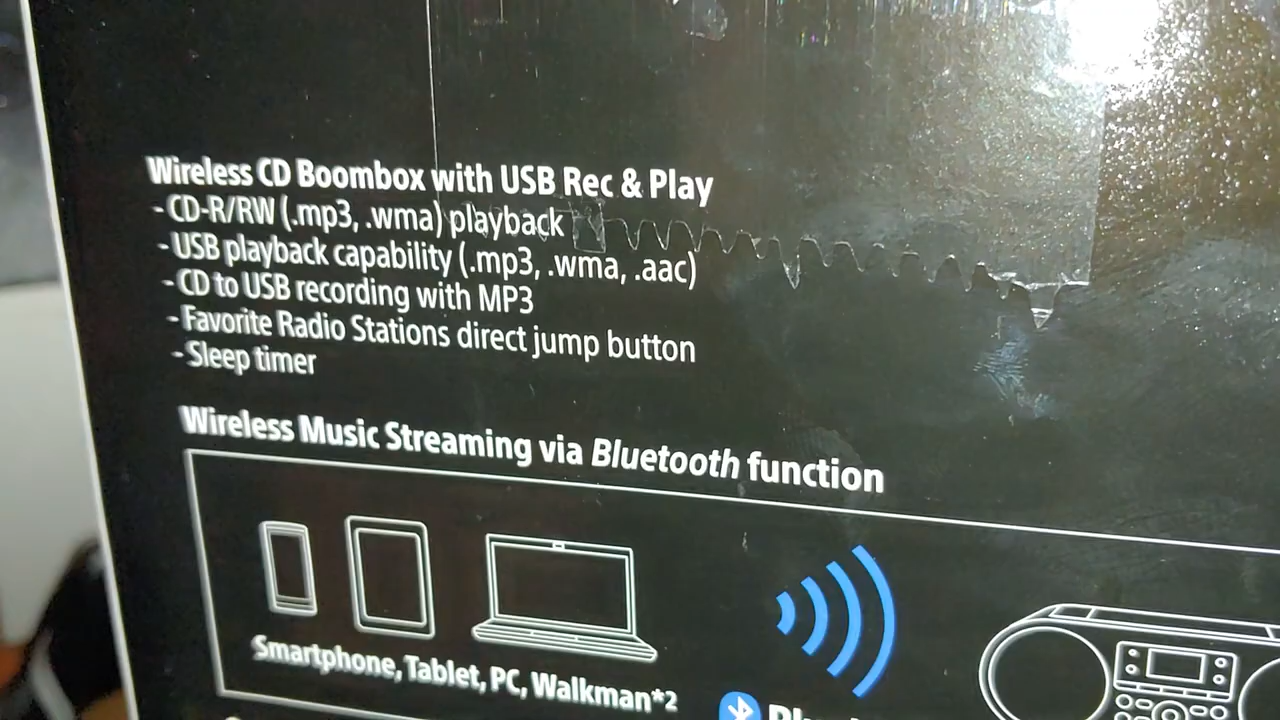 Wireless CD Boombox with USB Rec & Play
- CD-R/RW (.mp3, .wma) playback
- USB playback capability (.mp3, .wma, .aac)
- CD to USB recording with MP3
- Favorite Radio Stations direct jump button
- Sleep timer
Wireless Music Streaming via Bluetooth function
Smartphone, Tablet, PC, Walkman*2